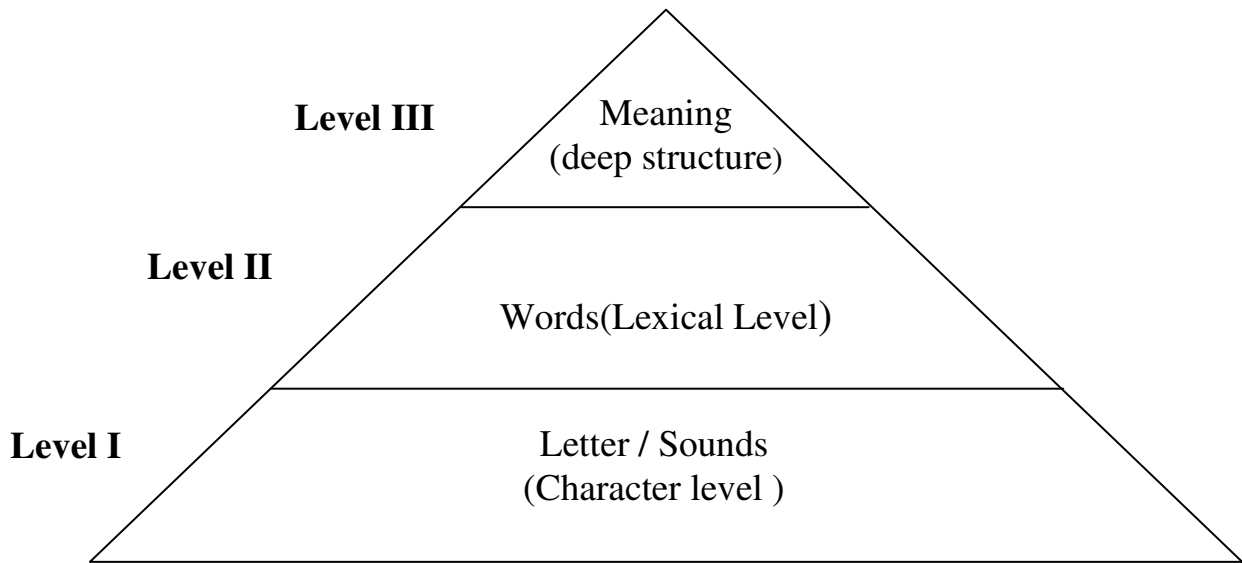 Level III
Meaning
(deep structure)
Level II
Words(Lexical Level)
Level I
Letter / Sounds
(Character level )